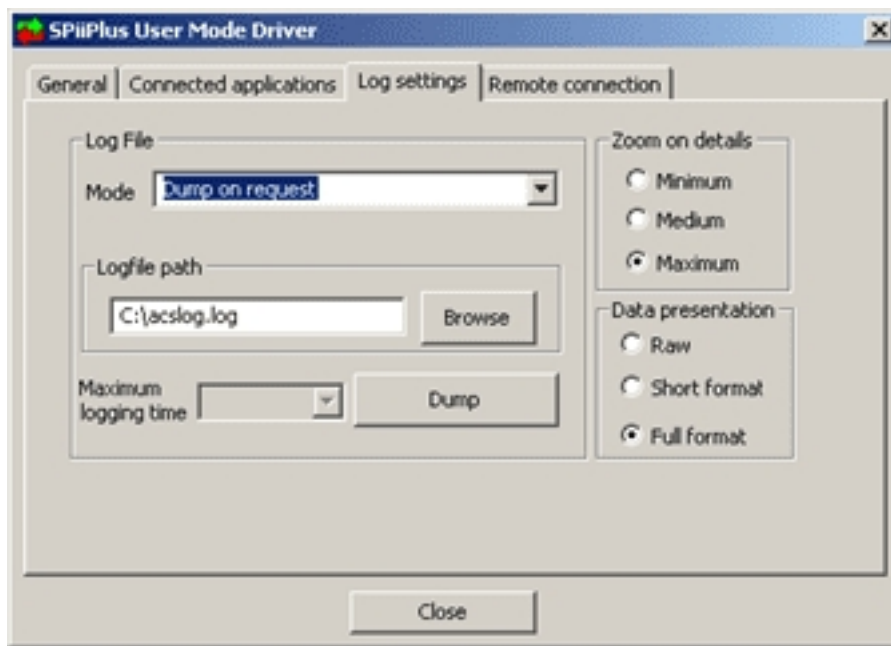 SPiiPlus User Mode Driver
General
Connected applications
Log settings
Remote connection
Log File
Mode
Dump on request
Logfile path
C:\acslog.log
Browse
Maximum
logging time
Dump
Zoom on details
Minimum
Medium
Maximum
Data presentation
Raw
Short format
Full format
Close